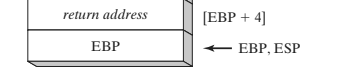 return address [EBP + 4]
EBP EBP, ESP